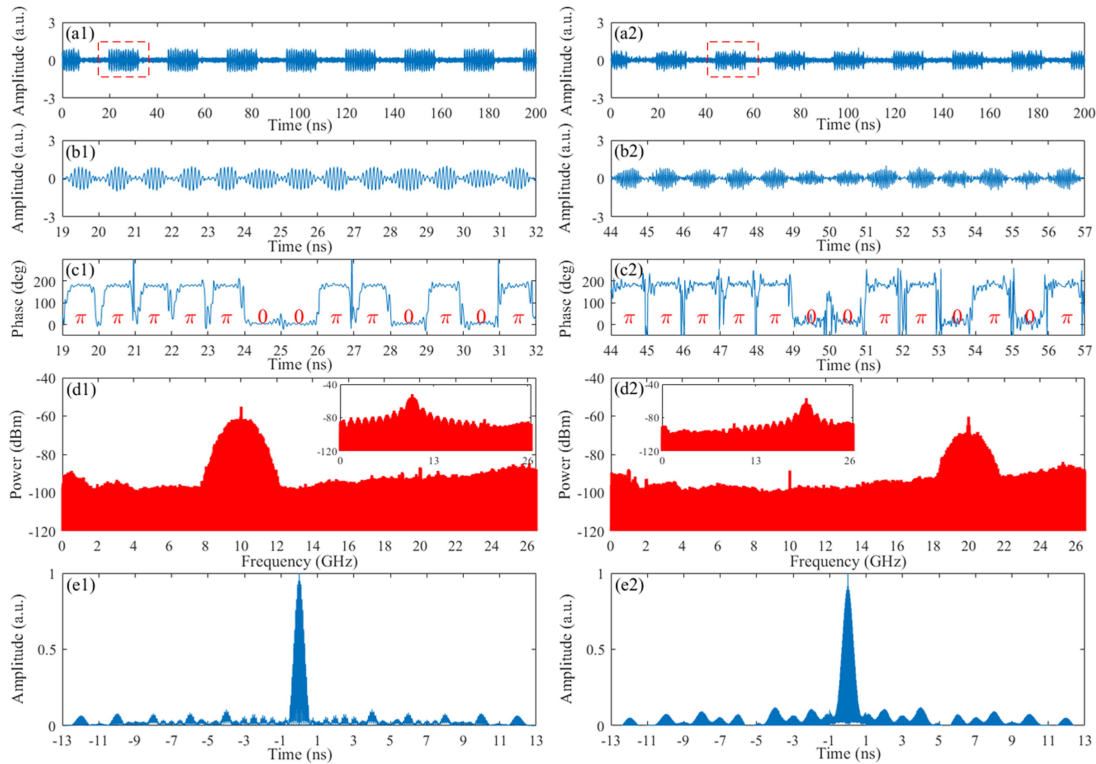 (a1)
Amplitude (a.u.)
3
0
-3
0 20 40 60 80 100 120 140 160 180 200
Time (ns)
(a2)
Amplitude (a.u.)
3
0
-3
0 20 40 60 80 100 120 140 160 180 200
Time (ns)
(b1)
Amplitude (a.u.)
3
0
-3
19 20 21 22 23 24 25 26 27 28 29 30 31 32
Time (ns)
(b2)
Amplitude (a.u.)
3
0
-3
44 45 46 47 48 49 50 51 52 53 54 55 56 57
Time (ns)
(c1)
Phase (deg)
200
100
0
π π π π π 0 0 π π 0 π 0 π
19 20 21 22 23 24 25 26 27 28 29 30 31 32
Time (ns)
(c2)
Phase (deg)
200
100
0
π π π π π 0 0 π π 0 π 0 π
44 45 46 47 48 49 50 51 52 53 54 55 56 57
Time (ns)
(d1)
Power (dBm)
-40
-60
-80
-100
-120
-40
-80
-120
0 13 26
0 2 4 6 8 10 12 14 16 18 20 22 24 26
Frequency (GHz)
(d2)
Power (dBm)
-40
-60
-80
-100
-120
-40
-80
-120
0 13 26
0 2 4 6 8 10 12 14 16 18 20 22 24 26
Frequency (GHz)
(e1)
Amplitude (a.u.)
1
0.5
0
-13 -11 -9 -7 -5 -3 -1 1 3 5 7 9 11 13
Time (ns)
(e2)
Amplitude (a.u.)
1
0.5
0
-13 -11 -9 -7 -5 -3 -1 1 3 5 7 9 11 13
Time (ns)